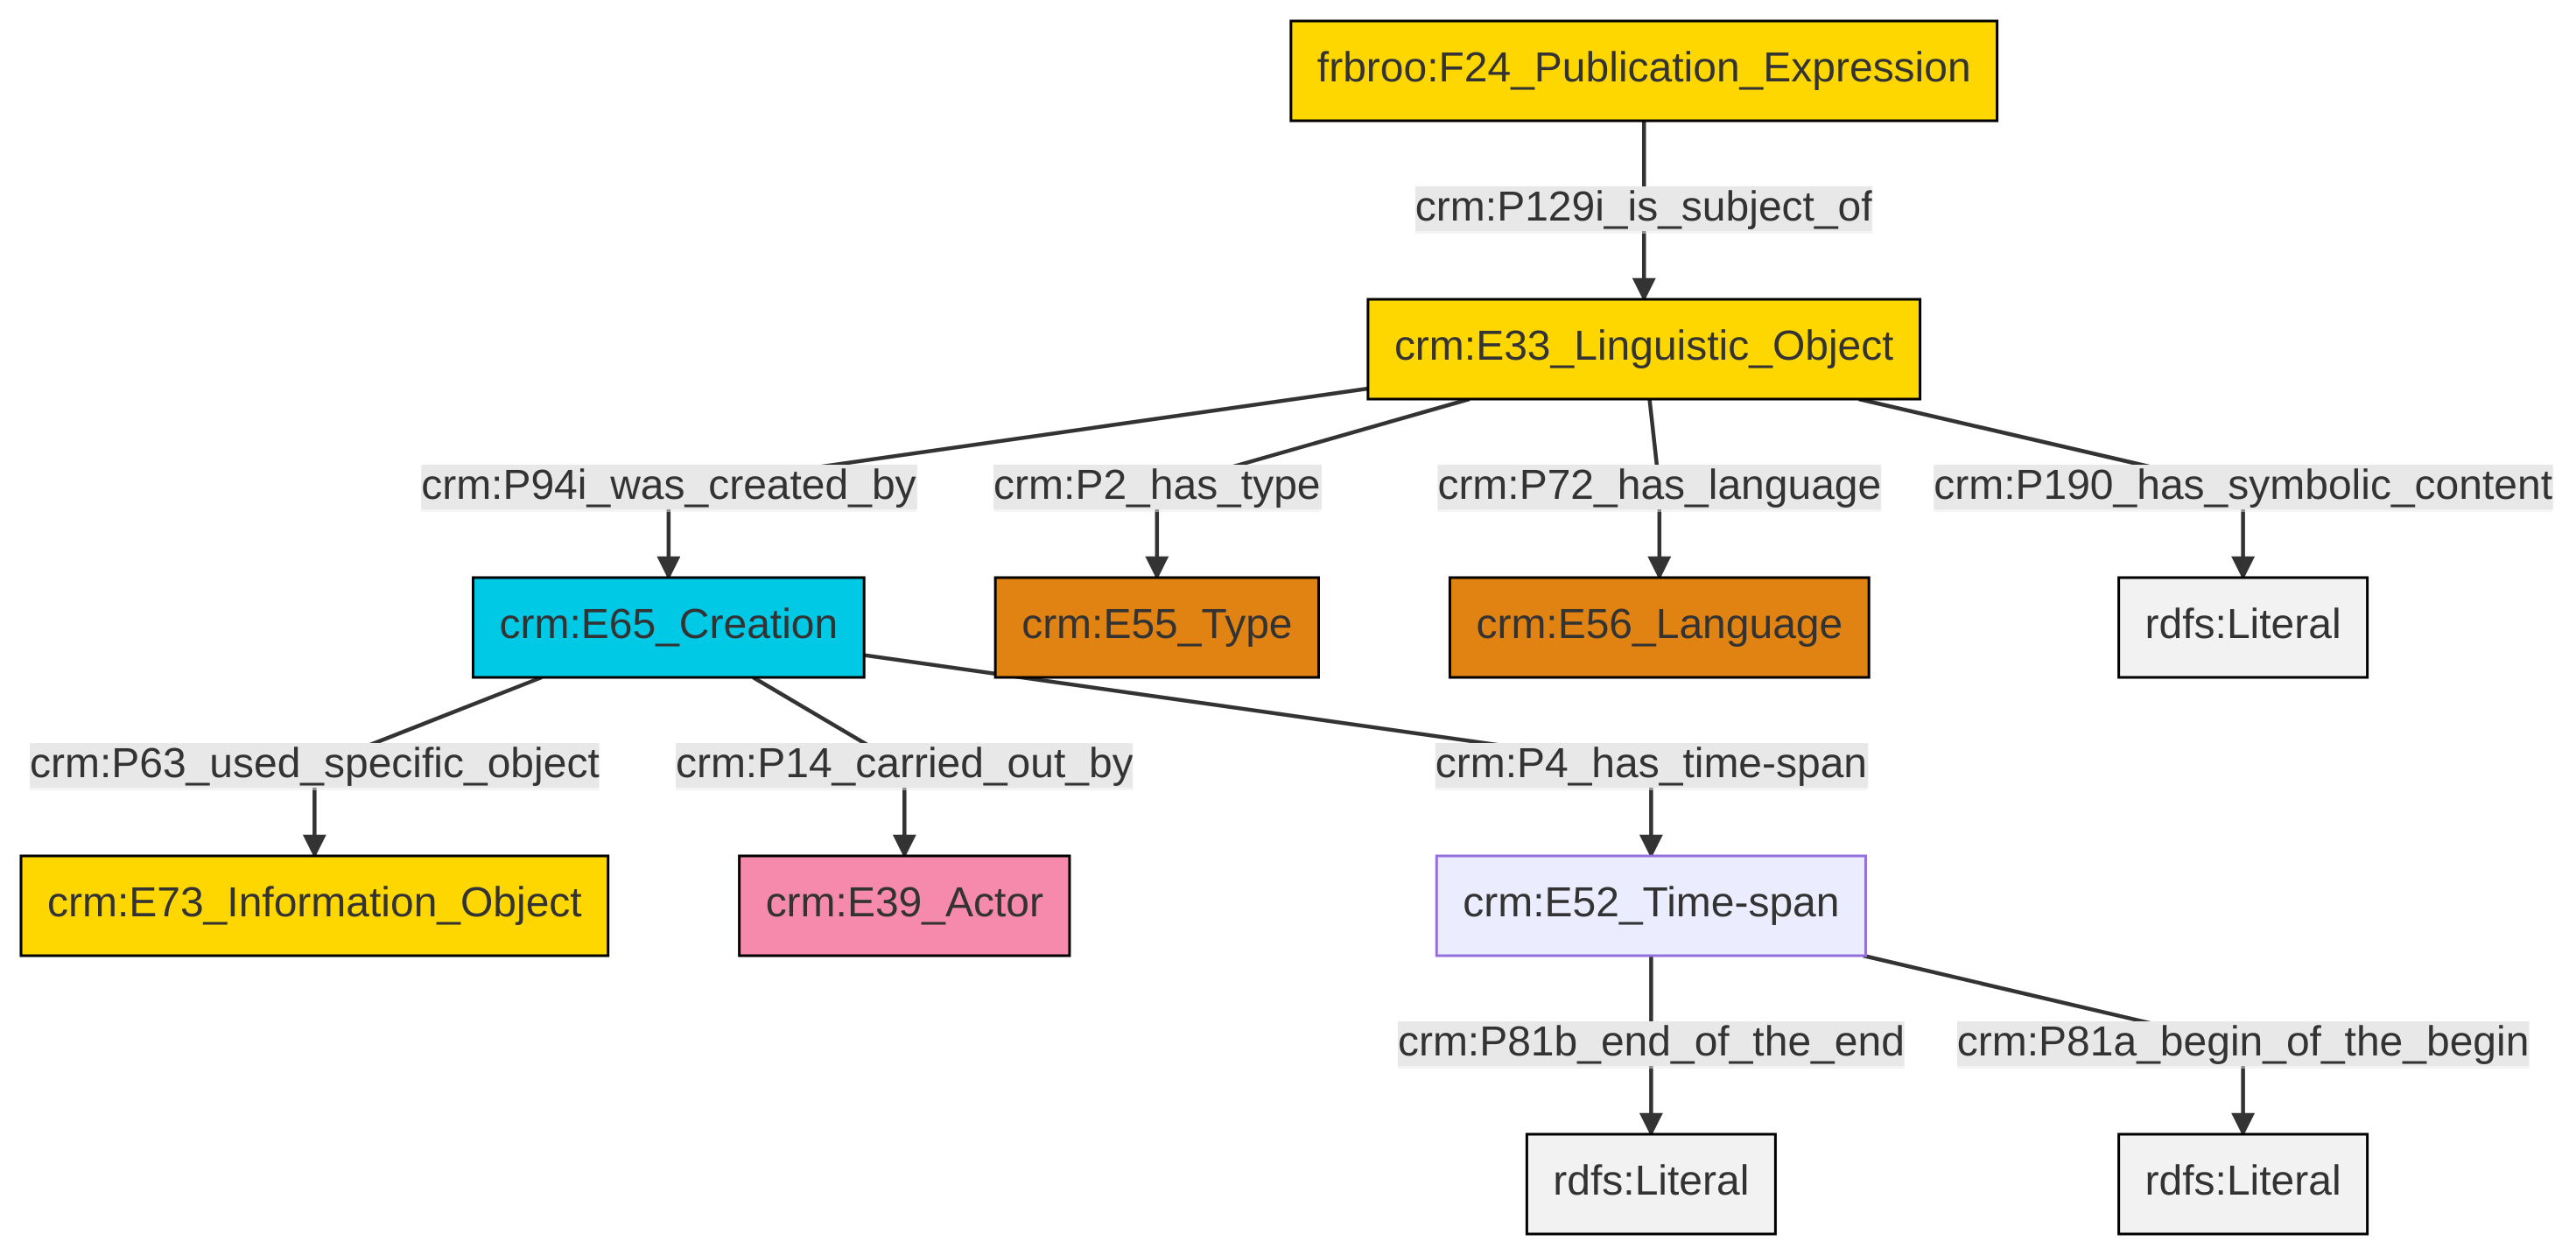 frbroo:F24_Publication_Expression
crm:P129i_is_subject_of
crm:E33_Linguistic_Object
crm:P94i_was_created_by
crm:P2_has_type
crm:P72_has_language
crm:P190_has_symbolic_content
crm:E65_Creation
crm:E55_Type
crm:E56_Language
rdfs:Literal
crm:P63_used_specific_object
crm:P14_carried_out_by
crm:P4_has_time-span
crm:E73_Information_Object
crm:E39_Actor
crm:E52_Time-span
crm:P81b_end_of_the_end
crm:P81a_begin_of_the_begin
rdfs:Literal
rdfs:Literal